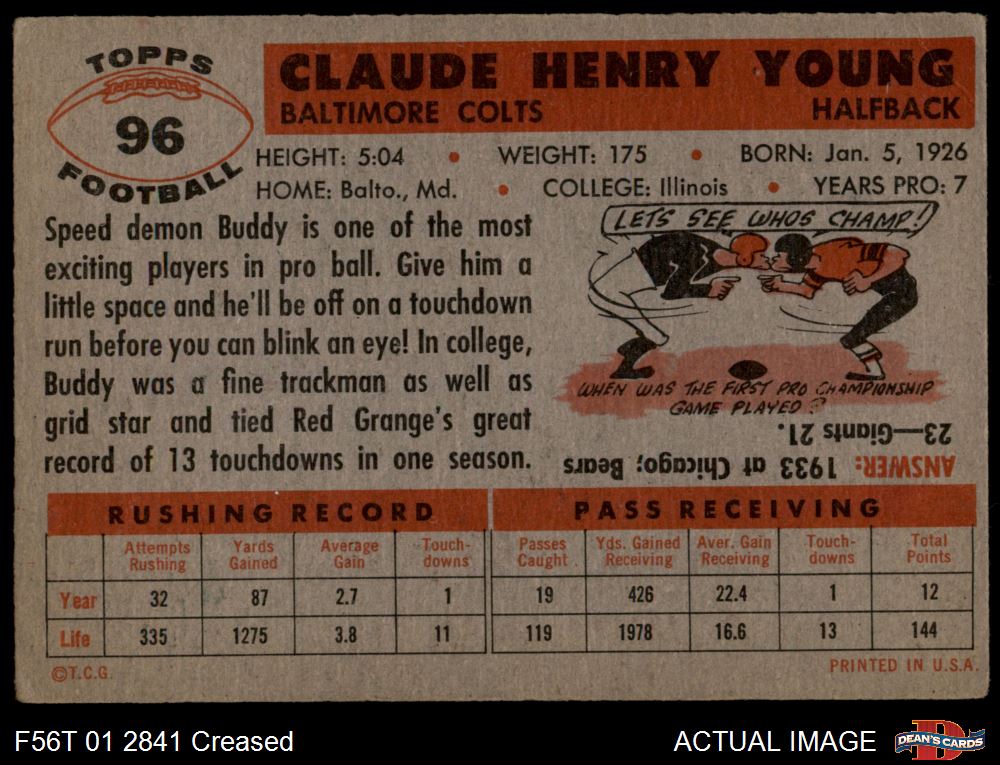 TOPPS
96
FOOTBALL
CLAUDE HENRY YOUNG
BALTIMORE COLTS HALFBACK
HEIGHT: 5:04 • WEIGHT: 175 • BORN: Jan. 5, 1926
HOME: Balto., Md. • COLLEGE: Illinois • YEARS PRO: 7
Speed demon Buddy is one of the most
exciting players in pro ball. Give him a
little space and he'll be off on a touchdown
run before you can blink an eye! In college,
Buddy was a fine trackman as well as
grid star and tied Red Grange's great
record of 13 touchdowns in one season.
LETS SEE WHOS CHAMP!
WHEN WAS THE FIRST PRO CHAMPIONSHIP
GAME PLAYED?
ANSWER: 1933 at Chicago; Bears
23—Giants 21.
RUSHING RECORD PASS RECEIVING
Attempts Rushing Yards Gained Average Gain Touch-downs Passes Caught Yds. Gained Receiving Aver. Gain Receiving Touch-downs Total Points
Year 32 87 2.7 1 19 426 22.4 1 12
Life 335 1275 3.8 11 119 1978 16.6 13 144
©T.C.G. PRINTED IN U.S.A.
F56T 01 2841 Creased ACTUAL IMAGE DEAN'S CARDS